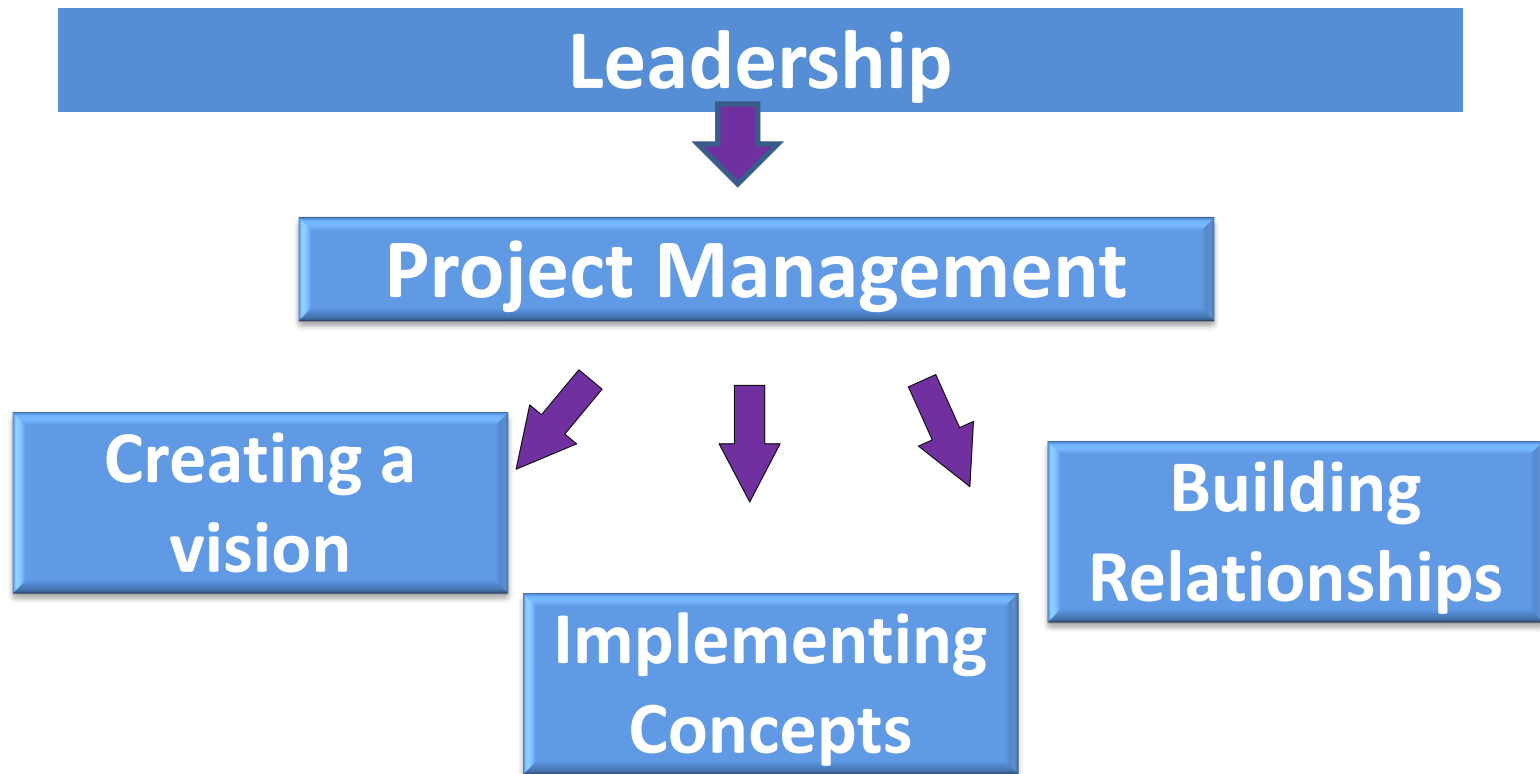 Leadership
Project Management
Creating a
vision
Building
Relationships
Implementing
Concepts